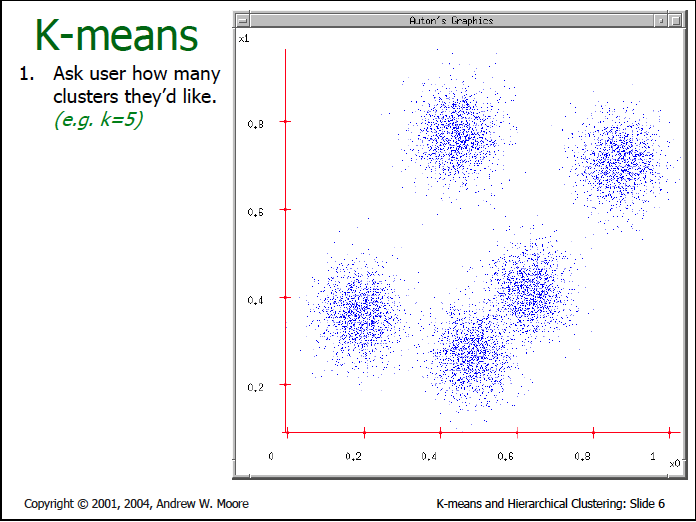 K-means
1. Ask user how many
clusters they’d like.
(e.g. k=5)
Auton's Graphics
x1
0.8
0.6
0.4
0.2
0 0.2 0.4 0.6 0.8 1
x0
Copyright © 2001, 2004, Andrew W. Moore
K-means and Hierarchical Clustering: Slide 6